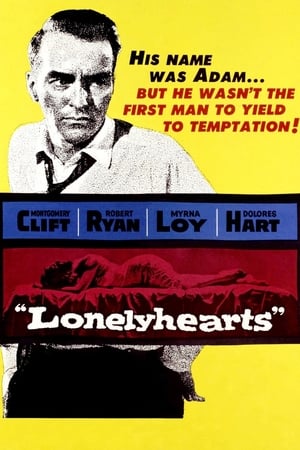 HIS NAME
WAS ADAM...
BUT HE WASN'T THE
FIRST MAN TO YIELD
TO TEMPTATION!
MONTGOMERY CLIFT
ROBERT RYAN
MYRNA LOY
DOLORES HART
"Lonelyhearts"